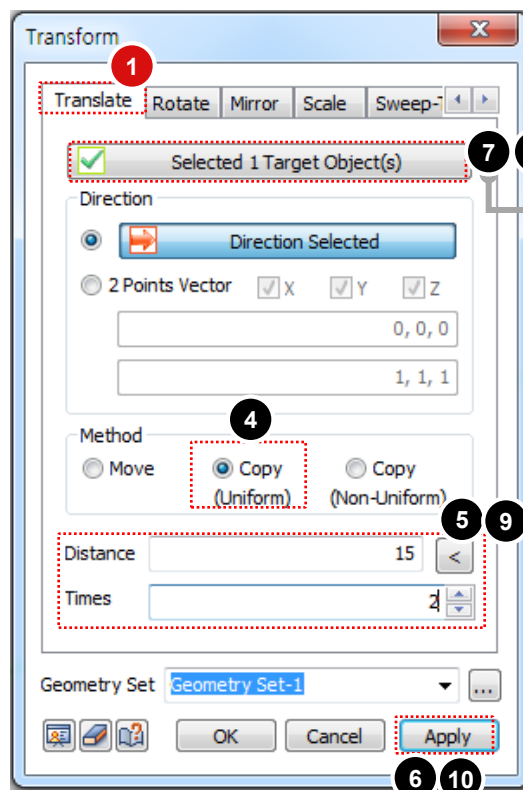 Transform
1
Translate Rotate Mirror Scale Sweep-
Selected 1 Target Object(s)
7
Direction
Direction Selected
2 Points Vector X Y Z
0, 0, 0
1, 1, 1
4
Method
Move Copy Copy
(Uniform) (Non-Uniform)
5 9
Distance 15 <
Times 2
Geometry Set Geometry Set-1 ...
OK Cancel Apply
6 10